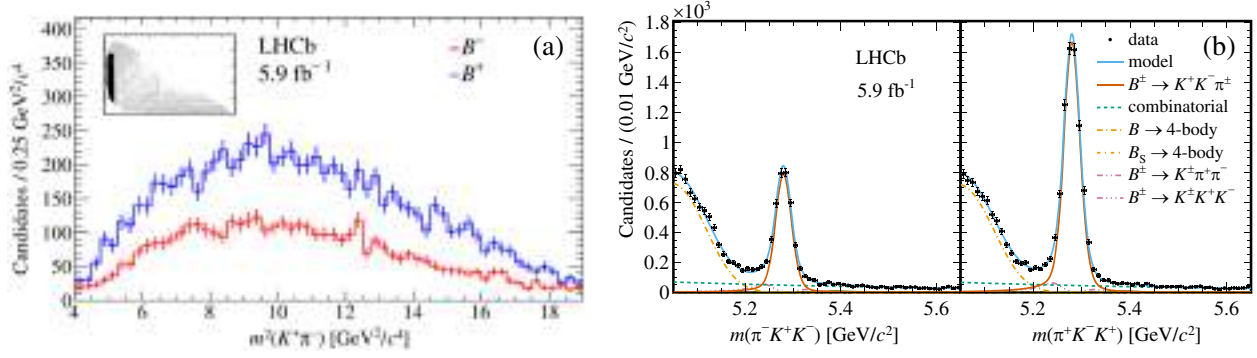 400
350
300
250
200
150
100
50
0
Candidates / 0.25 GeV²/c⁴
LHCb
5.9 fb⁻¹
B⁻
B⁺
(a)
4 6 8 10 12 14 16 18
m²(K⁺π⁻) [GeV²/c⁴]
×10³
1.8
1.6
1.4
1.2
1.0
0.8
0.6
0.4
0.2
0
Candidates / (0.01 GeV/c²)
LHCb
5.9 fb⁻¹
(b)
data
model
B± → K⁺K⁻π±
combinatorial
B → 4-body
B_S → 4-body
B± → K±π⁺π⁻
B± → K±K⁺K⁻
5.2 5.4 5.6 5.2 5.4 5.6
m(π⁻K⁺K⁻) [GeV/c²]
m(π⁺K⁻K⁺) [GeV/c²]